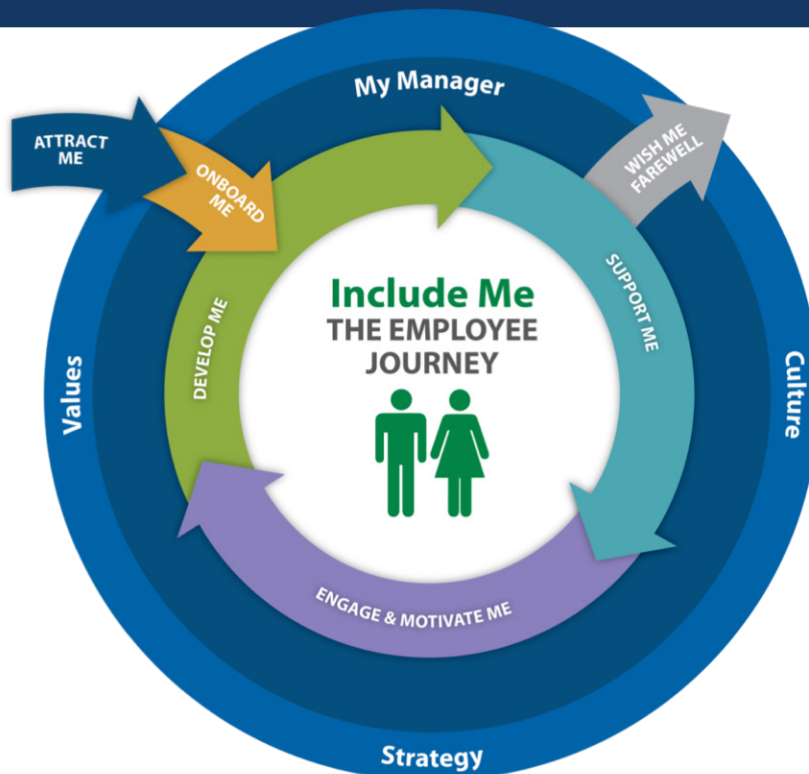 My Manager
ATTRACT
ME
ONBOARD
ME
WISH ME
FAREWELL
DEVELOP ME
SUPPORT ME
Include Me
THE EMPLOYEE
JOURNEY
Values
Culture
ENGAGE & MOTIVATE ME
Strategy